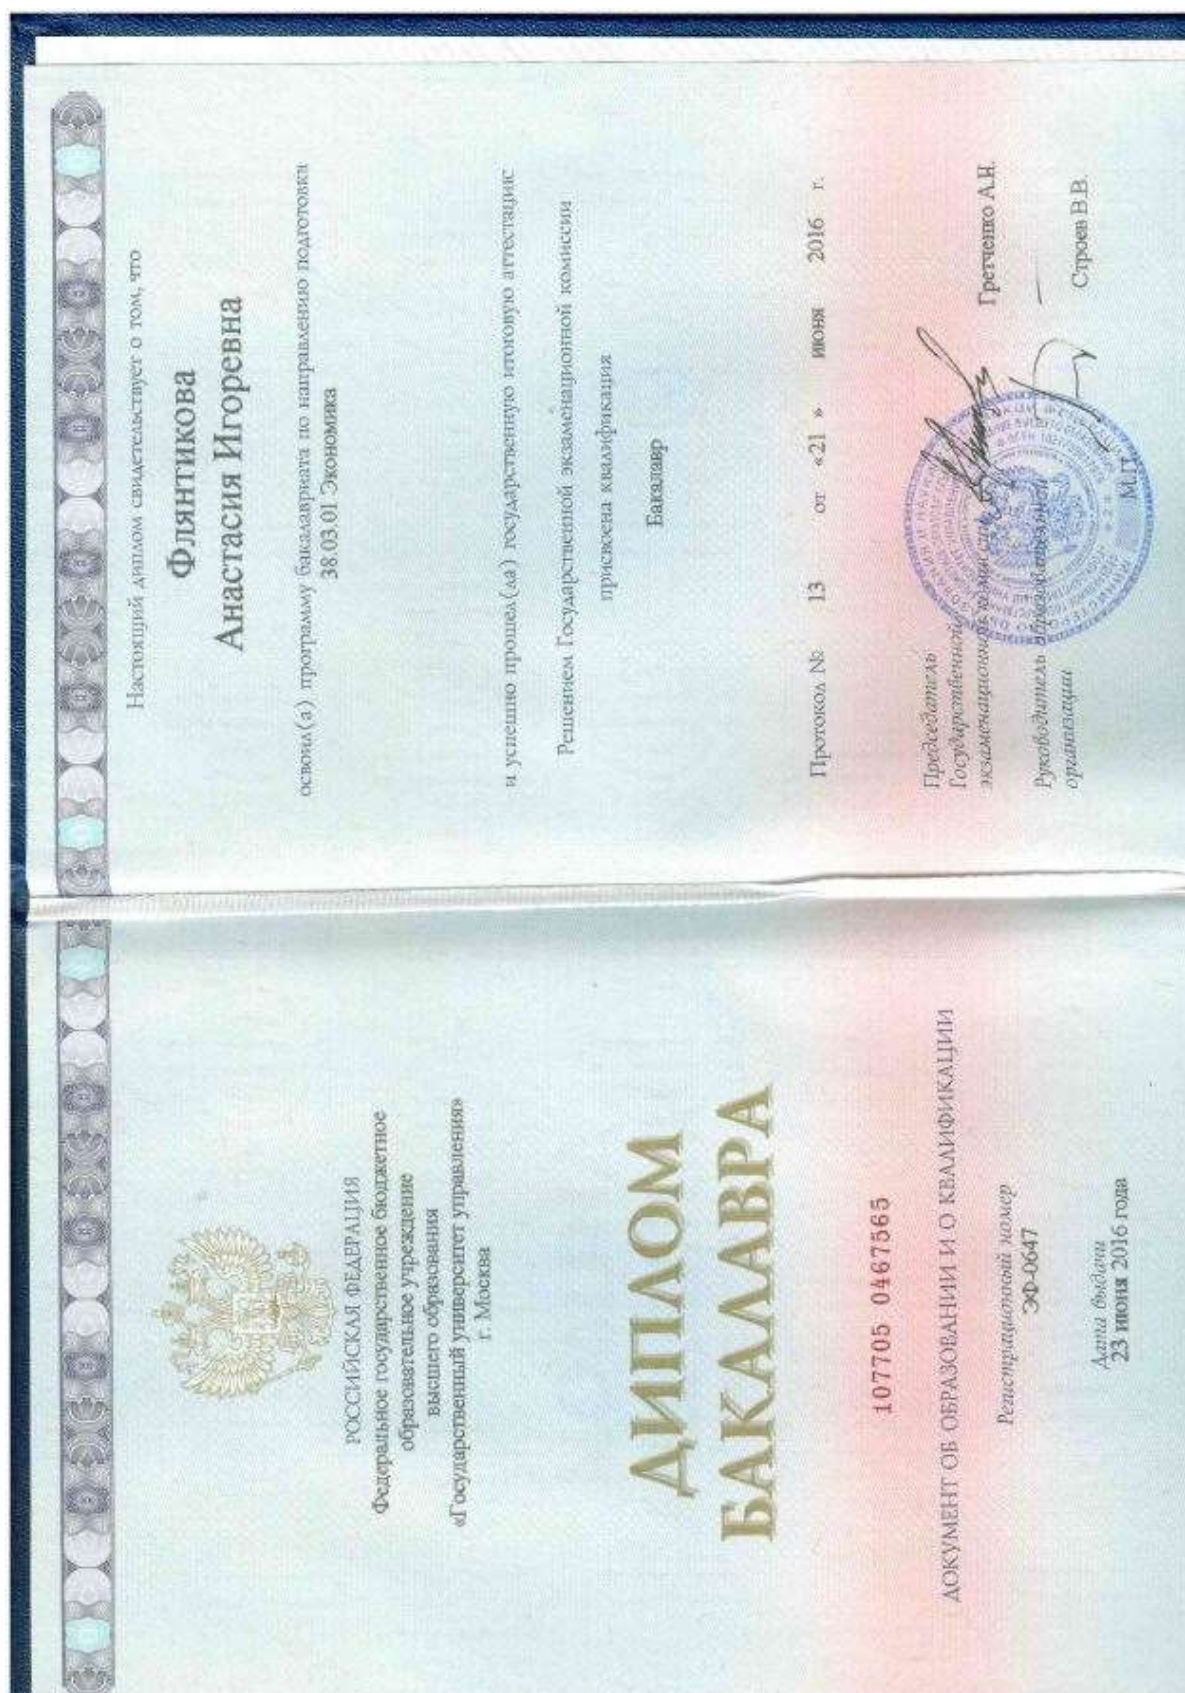 РОССИЙСКАЯ ФЕДЕРАЦИЯ
Федеральное государственное бюджетное
образовательное учреждение
высшего образования
«Государственный университет управления»
г. Москва
ДИПЛОМ
БАКАЛАВРА
107705 0467565
ДОКУМЕНТ ОБ ОБРАЗОВАНИИ И О КВАЛИФИКАЦИИ
Регистрационный номер
ЭФ-0647
Дата выдачи
23 июня 2016 года
Настоящий диплом свидетельствует о том, что
Флянтикова
Анастасия Игоревна
освоил(а) программу бакалавриата по направлению подготовки
38.03.01 Экономика
и успешно прошел(ла) государственную итоговую аттестацию
Решением Государственной экзаменационной комиссии
присвоена квалификация
Бакалавр
Протокол № 13 от «21 » июня 2016 г.
Председатель
Государственной
экзаменационной комиссии Гретченко А.И.
Руководитель образовательной
организации Строев В.В.
М.П.